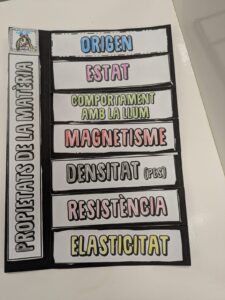 PROPIETATS DE LA MATÈRIA
ORIGEN
ESTAT
COMPORTAMENT
AMB LA LLUM
MAGNETISME
DENSITAT (PES)
RESISTÈNCIA
ELASTICITAT